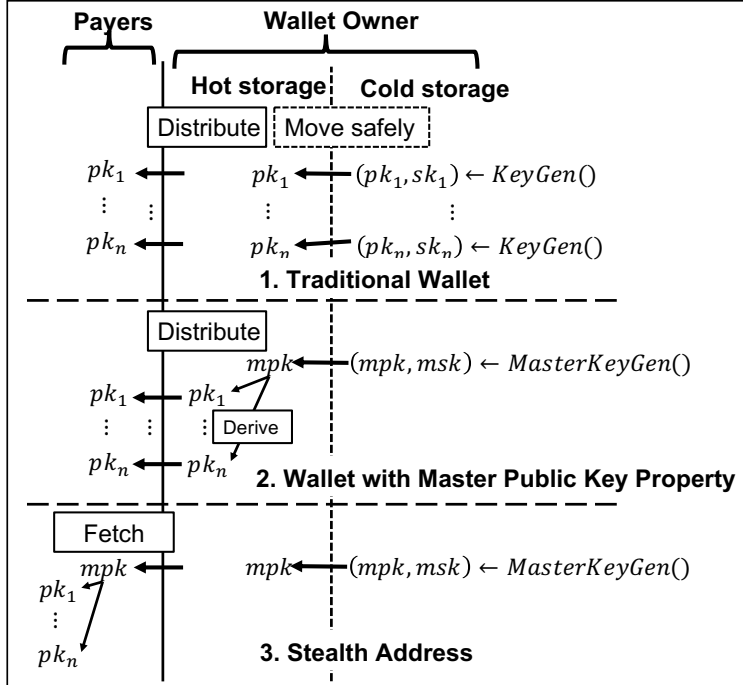 Payers Wallet Owner
Hot storage Cold storage
Distribute Move safely
pk₁ pk₁ (pk₁, sk₁) ← KeyGen()
⋮ ⋮ ⋮ ⋮
pkₙ pkₙ (pkₙ, skₙ) ← KeyGen()
1. Traditional Wallet
Distribute
mpk (mpk, msk) ← MasterKeyGen()
pk₁ pk₁
⋮ ⋮ ⋮ Derive
pkₙ pkₙ
2. Wallet with Master Public Key Property
Fetch
mpk mpk (mpk, msk) ← MasterKeyGen()
pk₁
⋮
pkₙ
3. Stealth Address